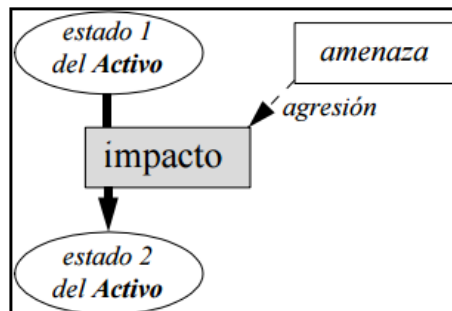 estado 1
del Activo
amenaza
agresión
impacto
estado 2
del Activo